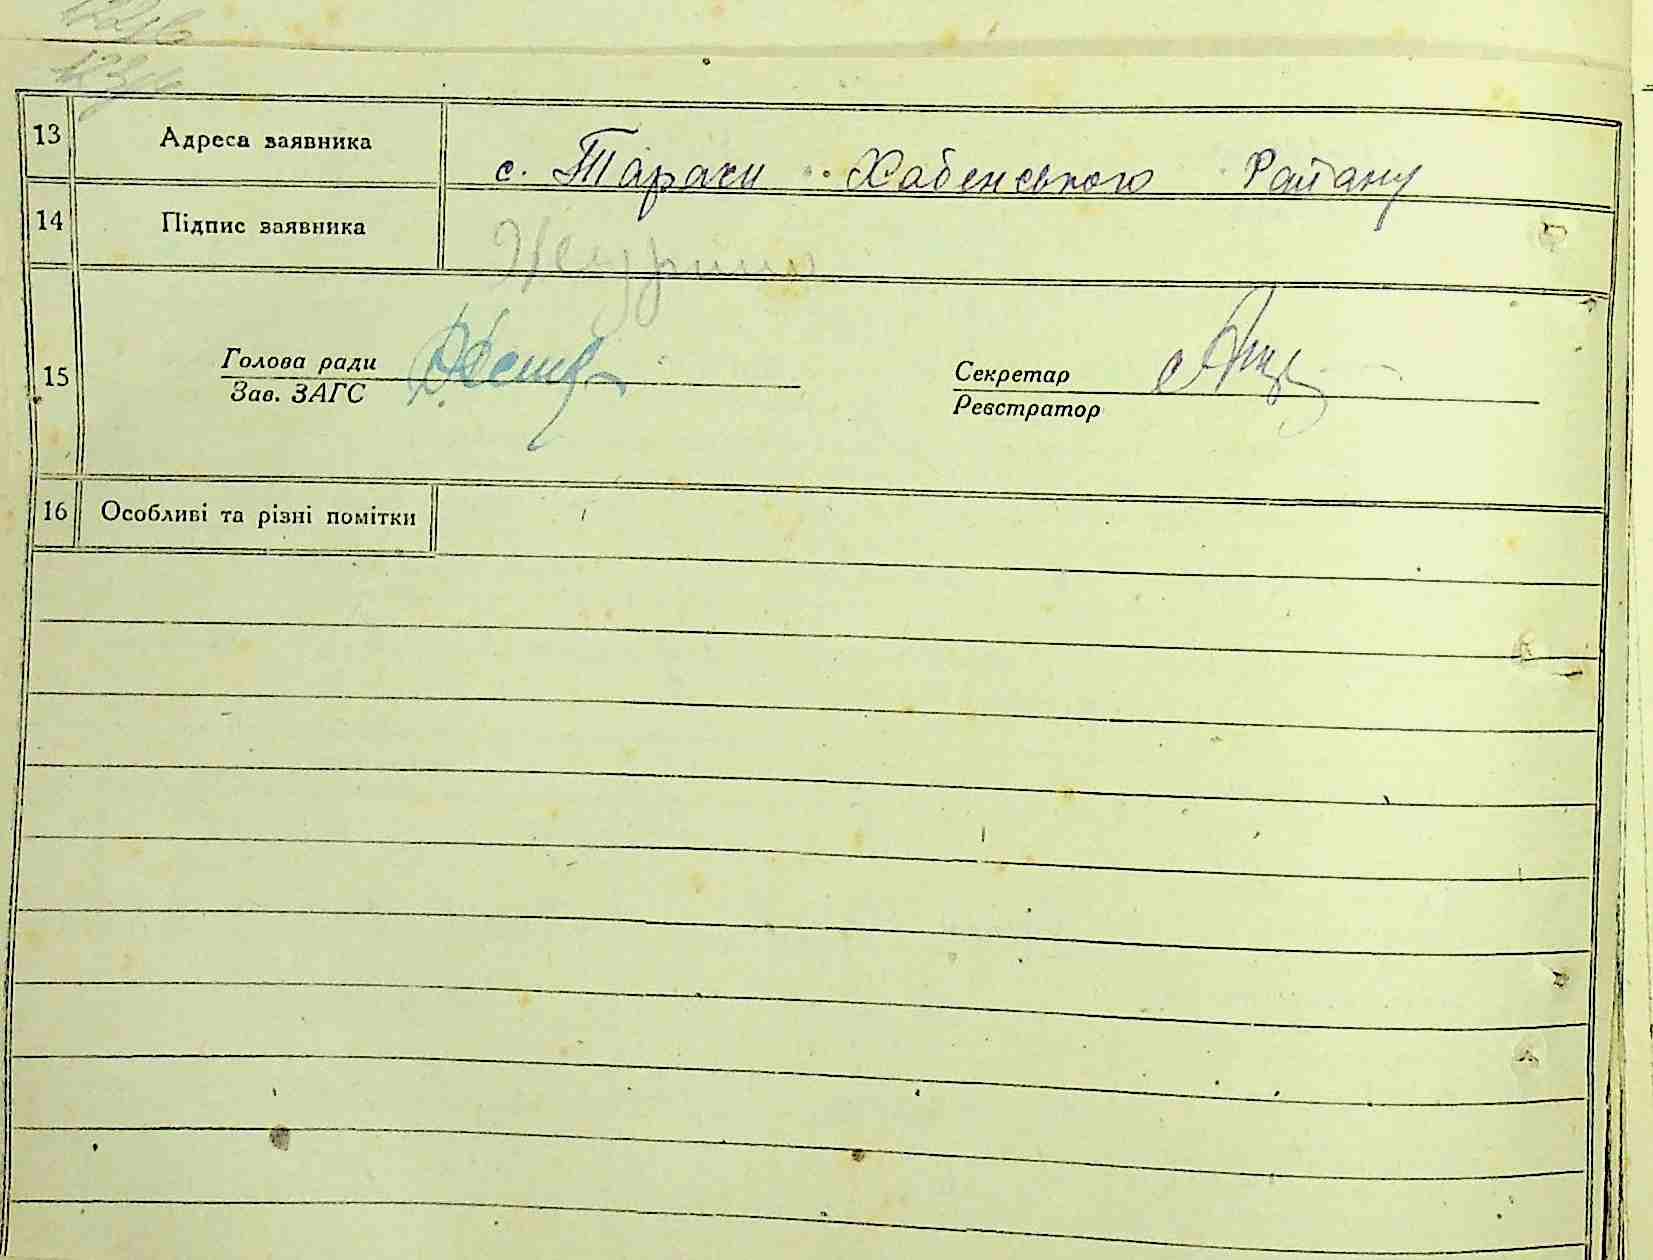 13 Адреса заявника с. Тараси Хабенського Району
14 Підпис заявника
15 Голова ради Секретар
Зав. ЗАГС Реєстратор
16 Особливі та різні помітки